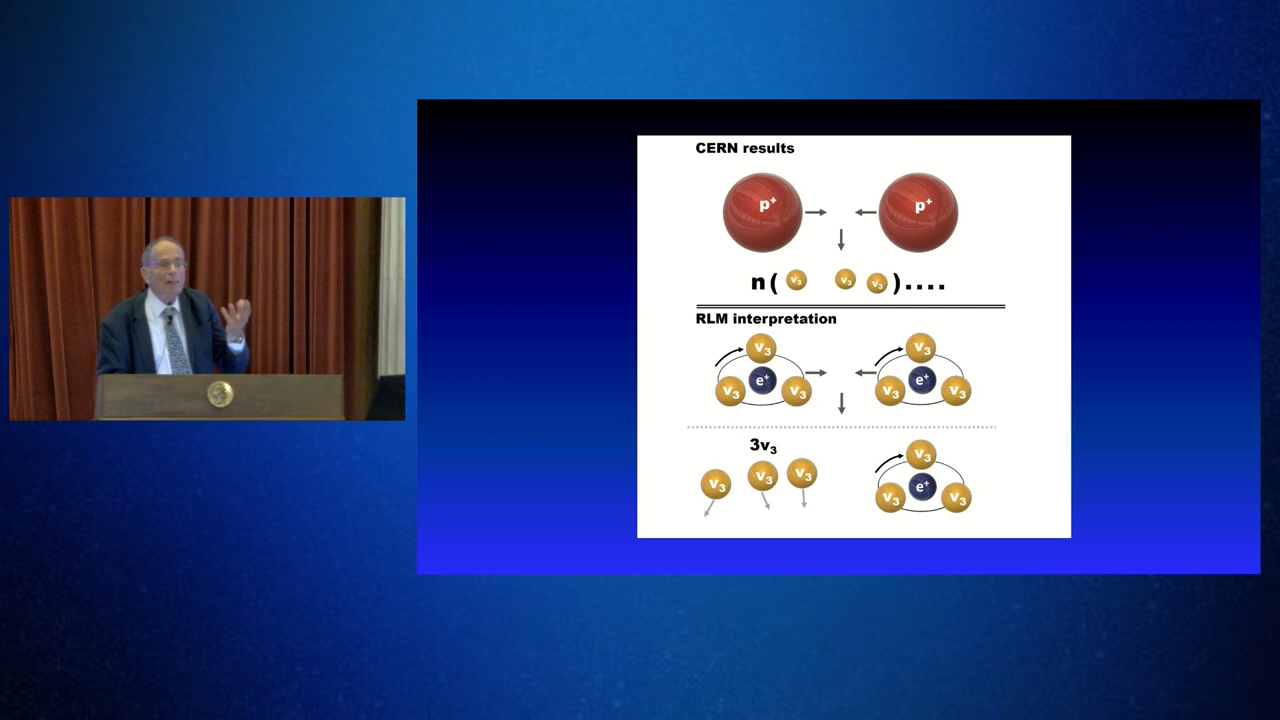 CERN results
p⁺ p⁺
n ( v₃ v₃ v₃ ) ....
RLM interpretation
v₃ v₃
e⁺ e⁺
v₃ v₃ v₃ v₃
3v₃
v₃ v₃ v₃
v₃
e⁺
v₃ v₃